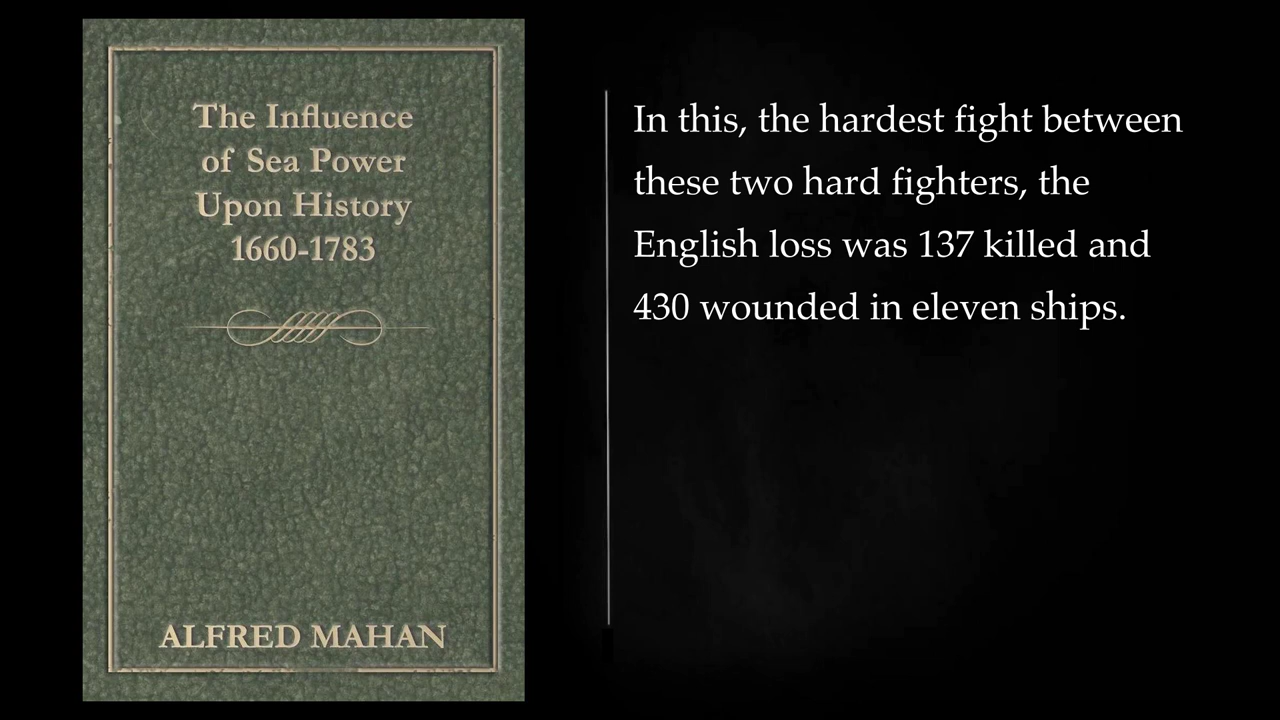 The Influence
of Sea Power
Upon History
1660-1783
ALFRED MAHAN
In this, the hardest fight between
these two hard fighters, the
English loss was 137 killed and
430 wounded in eleven ships.